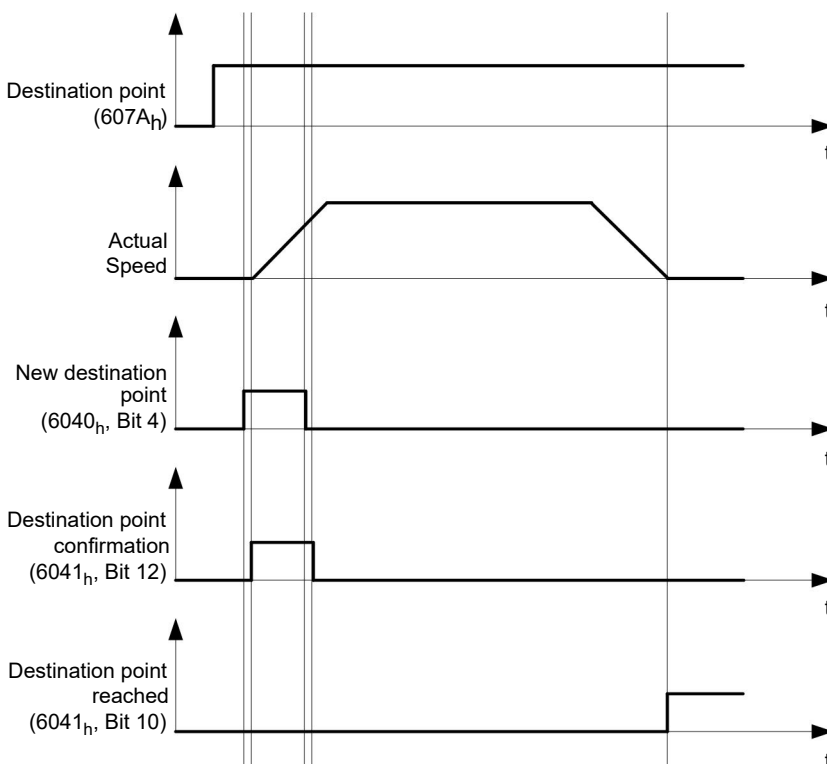 Destination point
(607Ah)
t
Actual
Speed
t
New destination
point
(6040h, Bit 4)
t
Destination point
confirmation
(6041h, Bit 12)
t
Destination point
reached
(6041h, Bit 10)
t